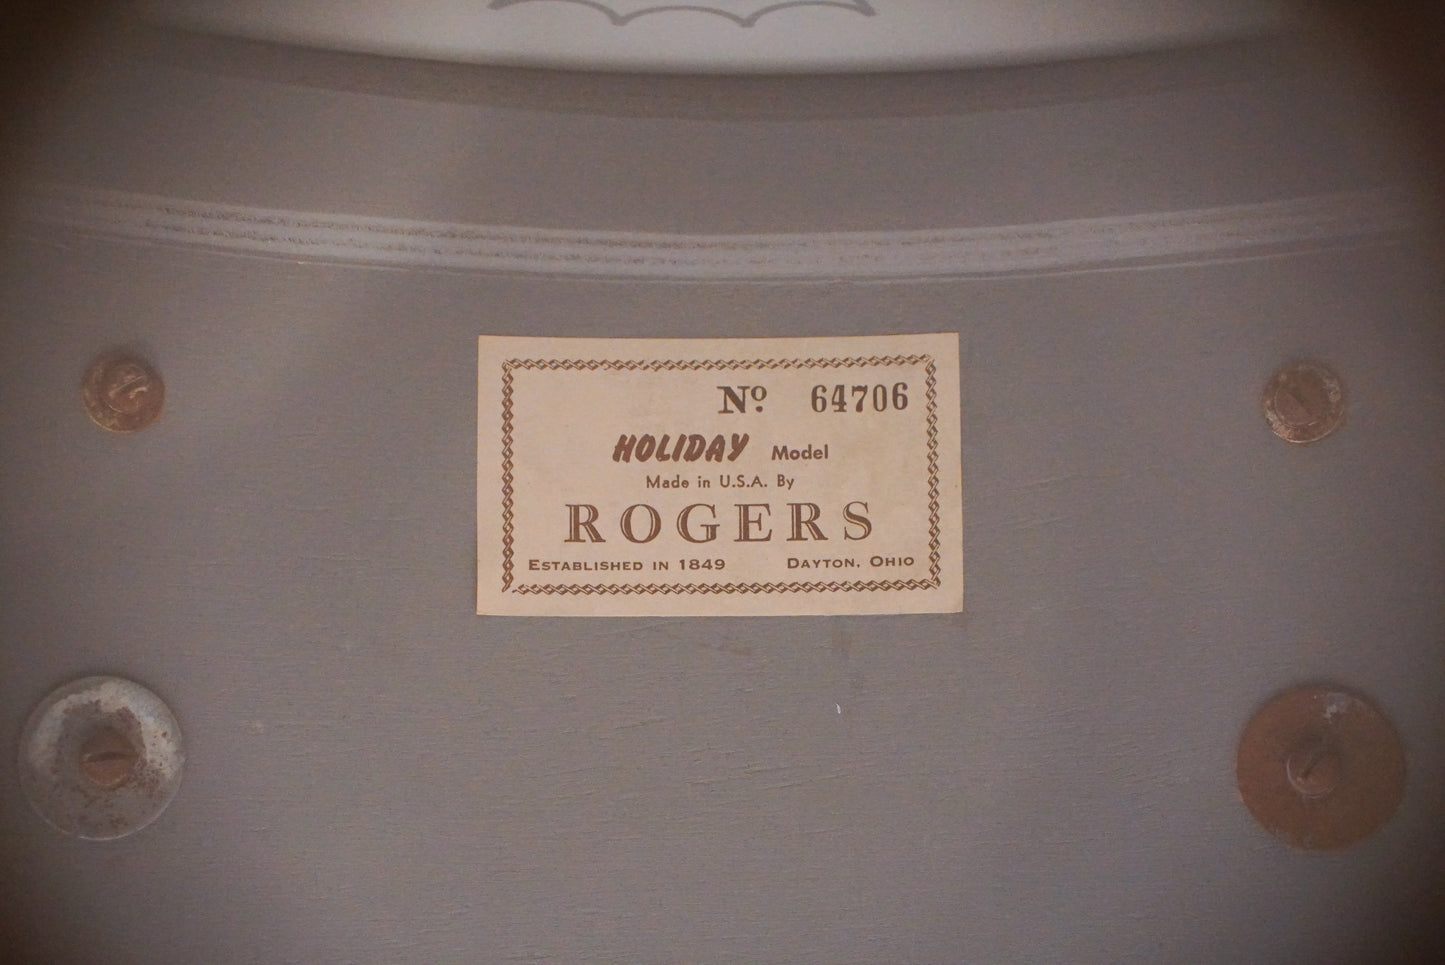 Nº 64706
HOLIDAY Model
Made in U.S.A. By
ROGERS
ESTABLISHED IN 1849 DAYTON, OHIO